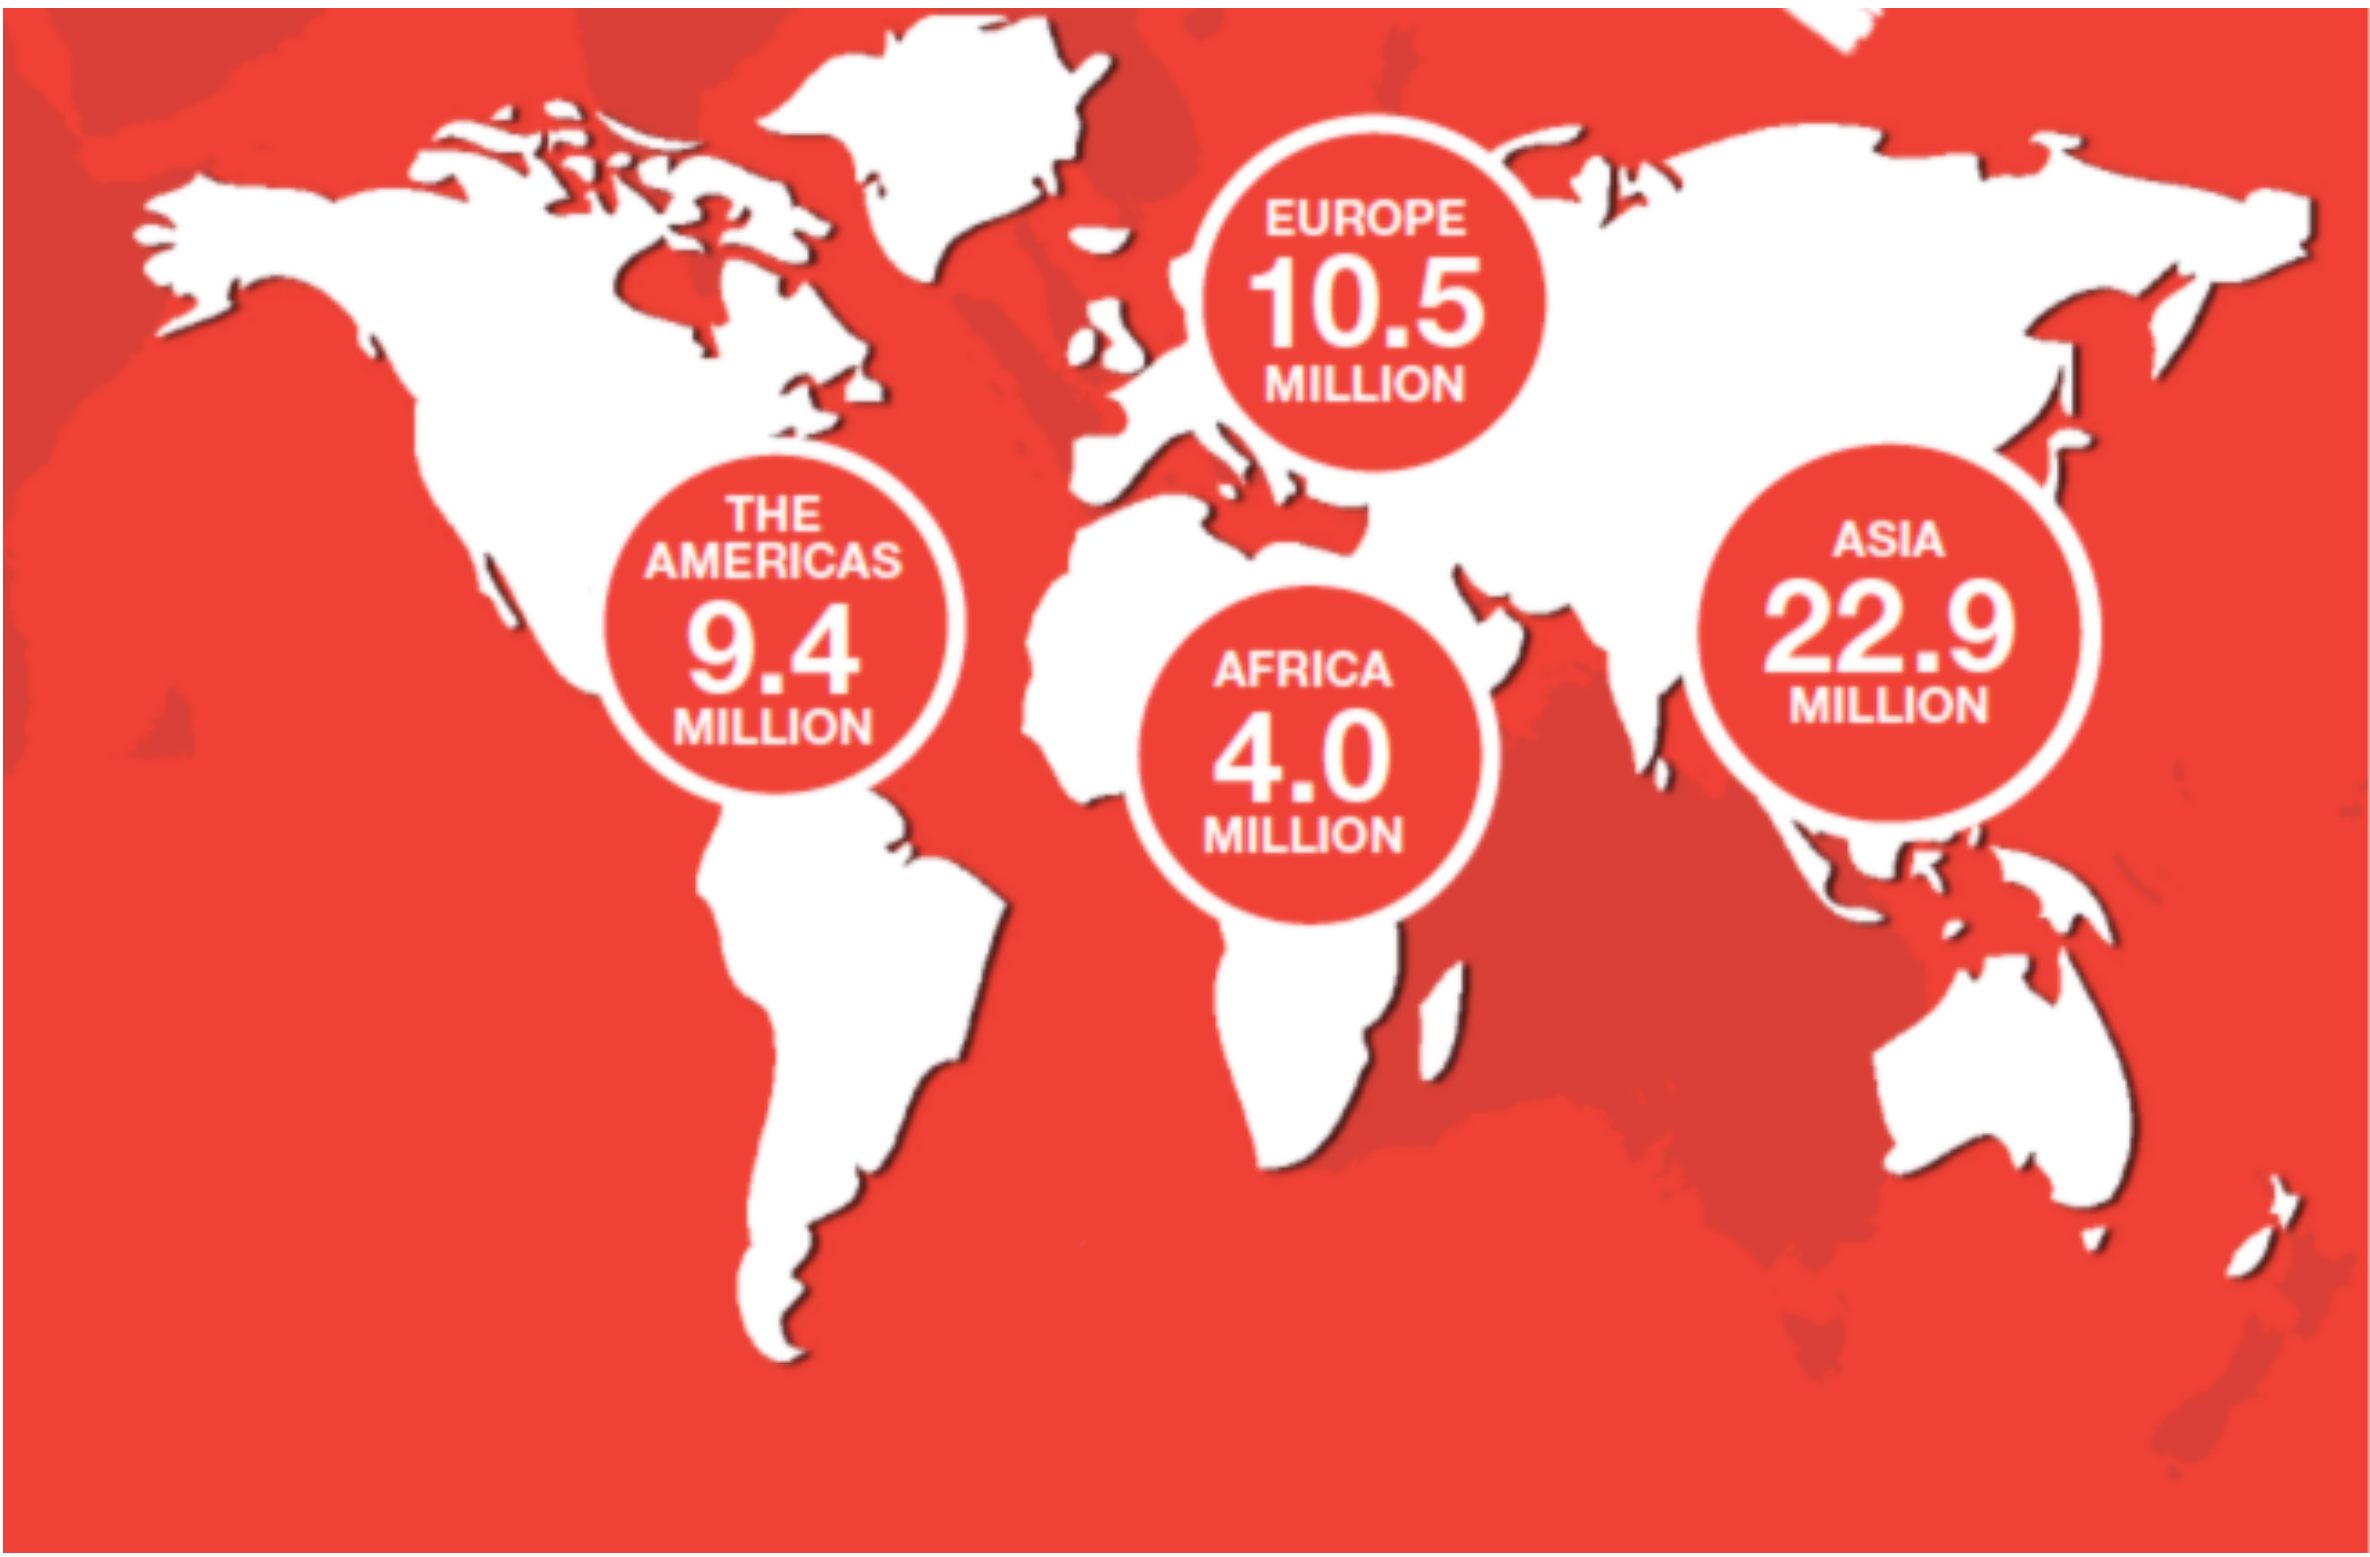 EUROPE
10.5
MILLION
THE
AMERICAS
9.4
MILLION
ASIA
22.9
MILLION
AFRICA
4.0
MILLION